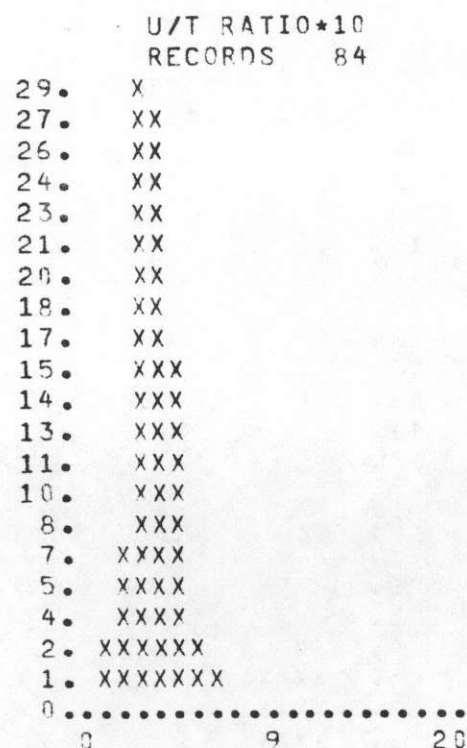 U/T RATIO*10
RECORDS 84
29. X
27. XX
26. XX
24. XX
23. XX
21. XX
20. XX
18. XX
17. XX
15. XXX
14. XXX
13. XXX
11. XXX
10. XXX
8. XXX
7. XXXX
5. XXXX
4. XXXX
2. XXXXXX
1. XXXXXXX
0.....................
0 9 20